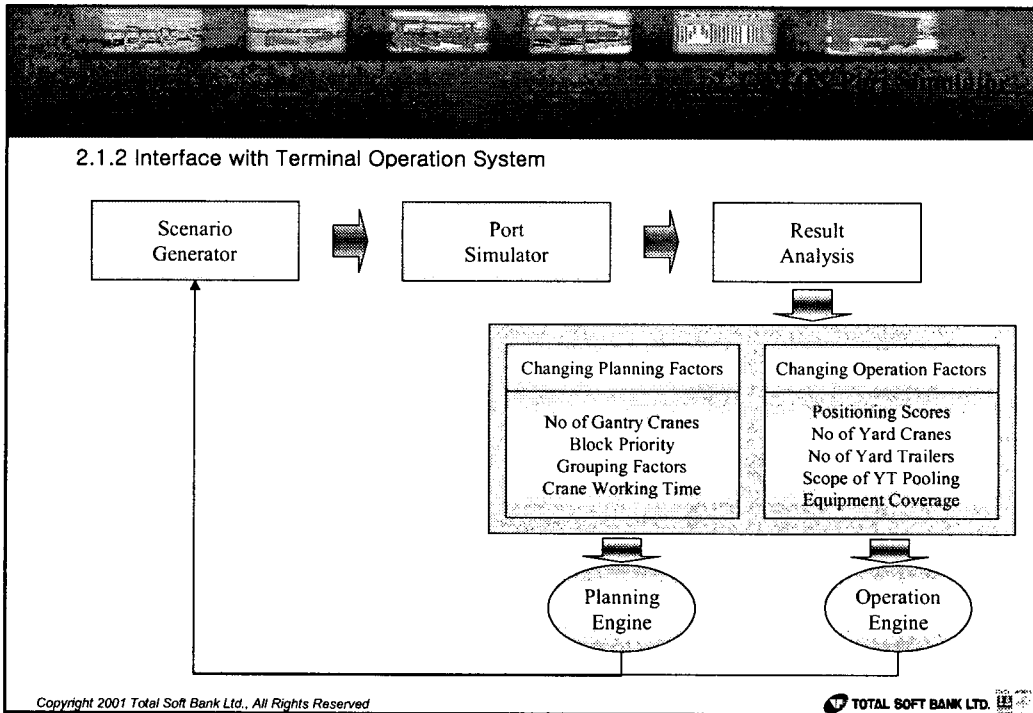 2.1.2 Interface with Terminal Operation System
Scenario
Generator
Port
Simulator
Result
Analysis
Changing Planning Factors
No of Gantry Cranes
Block Priority
Grouping Factors
Crane Working Time
Changing Operation Factors
Positioning Scores
No of Yard Cranes
No of Yard Trailers
Scope of YT Pooling
Equipment Coverage
Planning
Engine
Operation
Engine
Copyright 2001 Total Soft Bank Ltd., All Rights Reserved
TOTAL SOFT BANK LTD.